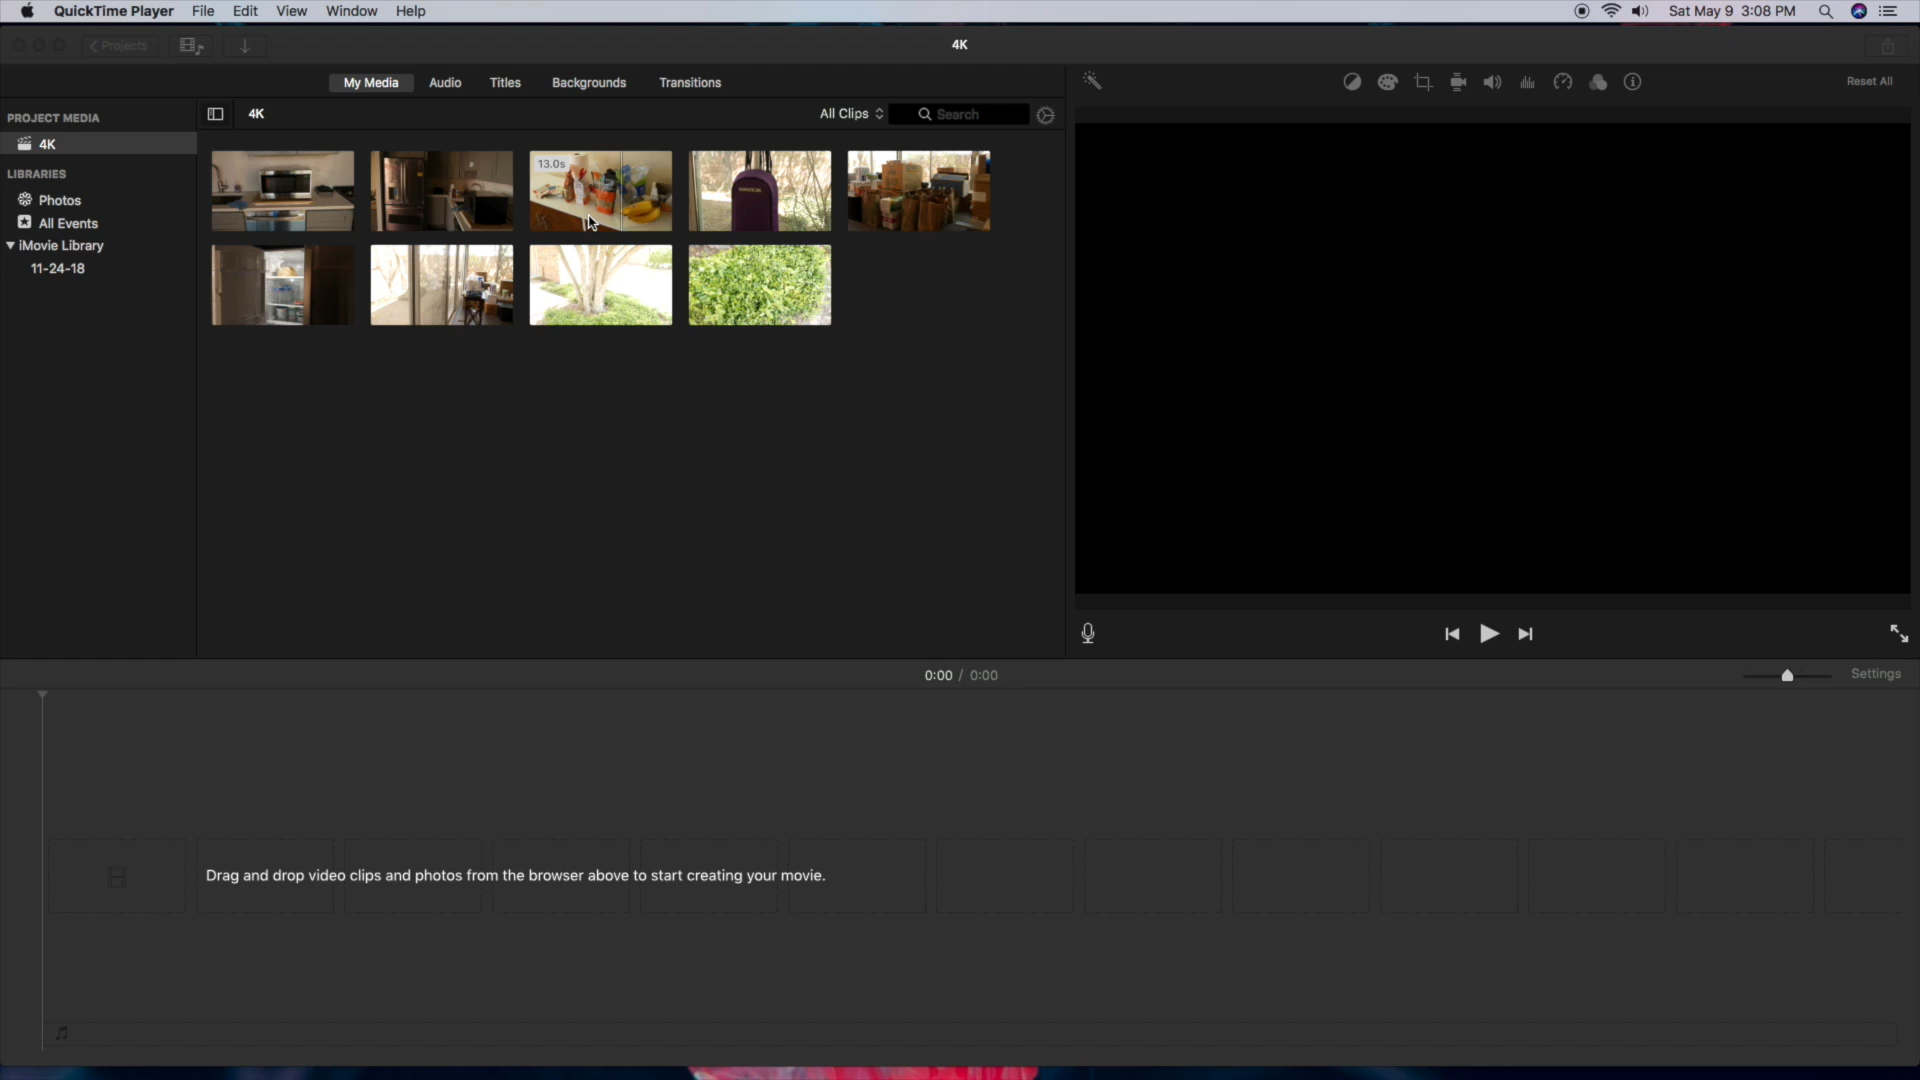 QuickTime Player File Edit View Window Help
Sat May 9 3:08 PM
Projects
4K
My Media Audio Titles Backgrounds Transitions
Reset All
PROJECT MEDIA
4K
LIBRARIES
Photos
All Events
iMovie Library
11-24-18
4K
All Clips
Search
13.0s
0:00 / 0:00
Settings
Drag and drop video clips and photos from the browser above to start creating your movie.